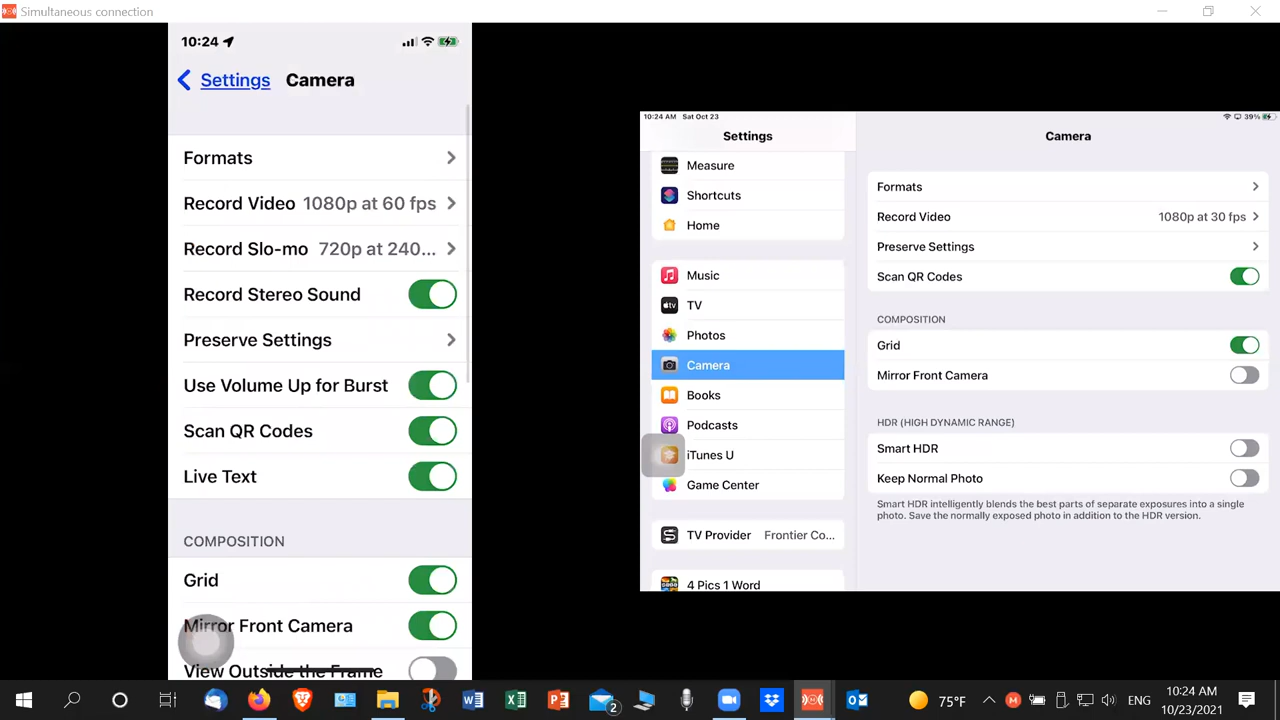 Simultaneous connection
10:24
Settings Camera
Formats
Record Video 1080p at 60 fps
Record Slo-mo 720p at 240...
Record Stereo Sound
Preserve Settings
Use Volume Up for Burst
Scan QR Codes
Live Text
COMPOSITION
Grid
Mirror Front Camera
View Outside the Frame
10:24 AM Sat Oct 23
39%
Settings
Measure
Shortcuts
Home
Music
TV
Photos
Camera
Books
Podcasts
iTunes U
Game Center
TV Provider Frontier Co...
4 Pics 1 Word
Camera
Formats
Record Video 1080p at 30 fps
Preserve Settings
Scan QR Codes
COMPOSITION
Grid
Mirror Front Camera
HDR (HIGH DYNAMIC RANGE)
Smart HDR
Keep Normal Photo
Smart HDR intelligently blends the best parts of separate exposures into a single
photo. Save the normally exposed photo in addition to the HDR version.
2
75°F
ENG
10:24 AM
10/23/2021